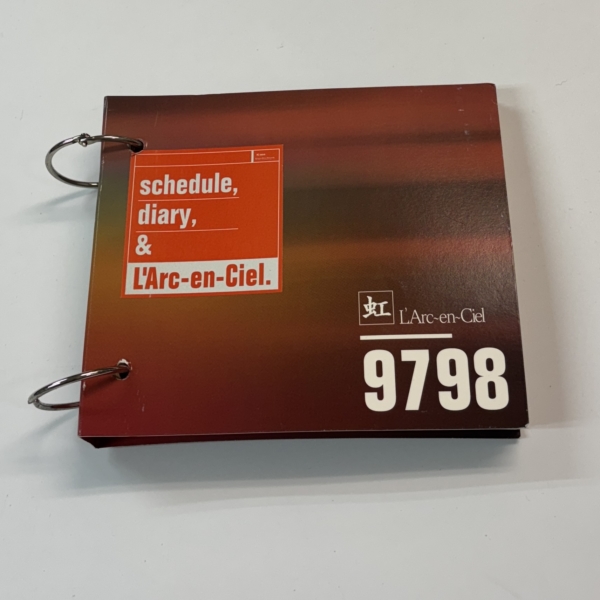 schedule,
diary,
&
L'Arc-en-Ciel.
虹 L'Arc~en~Ciel
9798